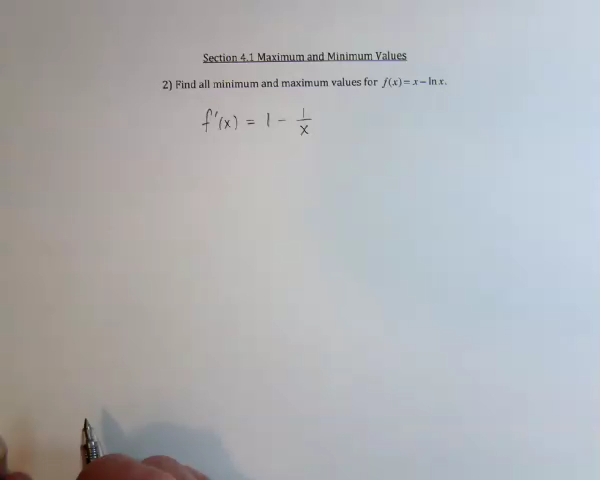 Section 4.1 Maximum and Minimum Values
2) Find all minimum and maximum values for f(x) = x − ln x.
f'(x) = 1 − 1/x